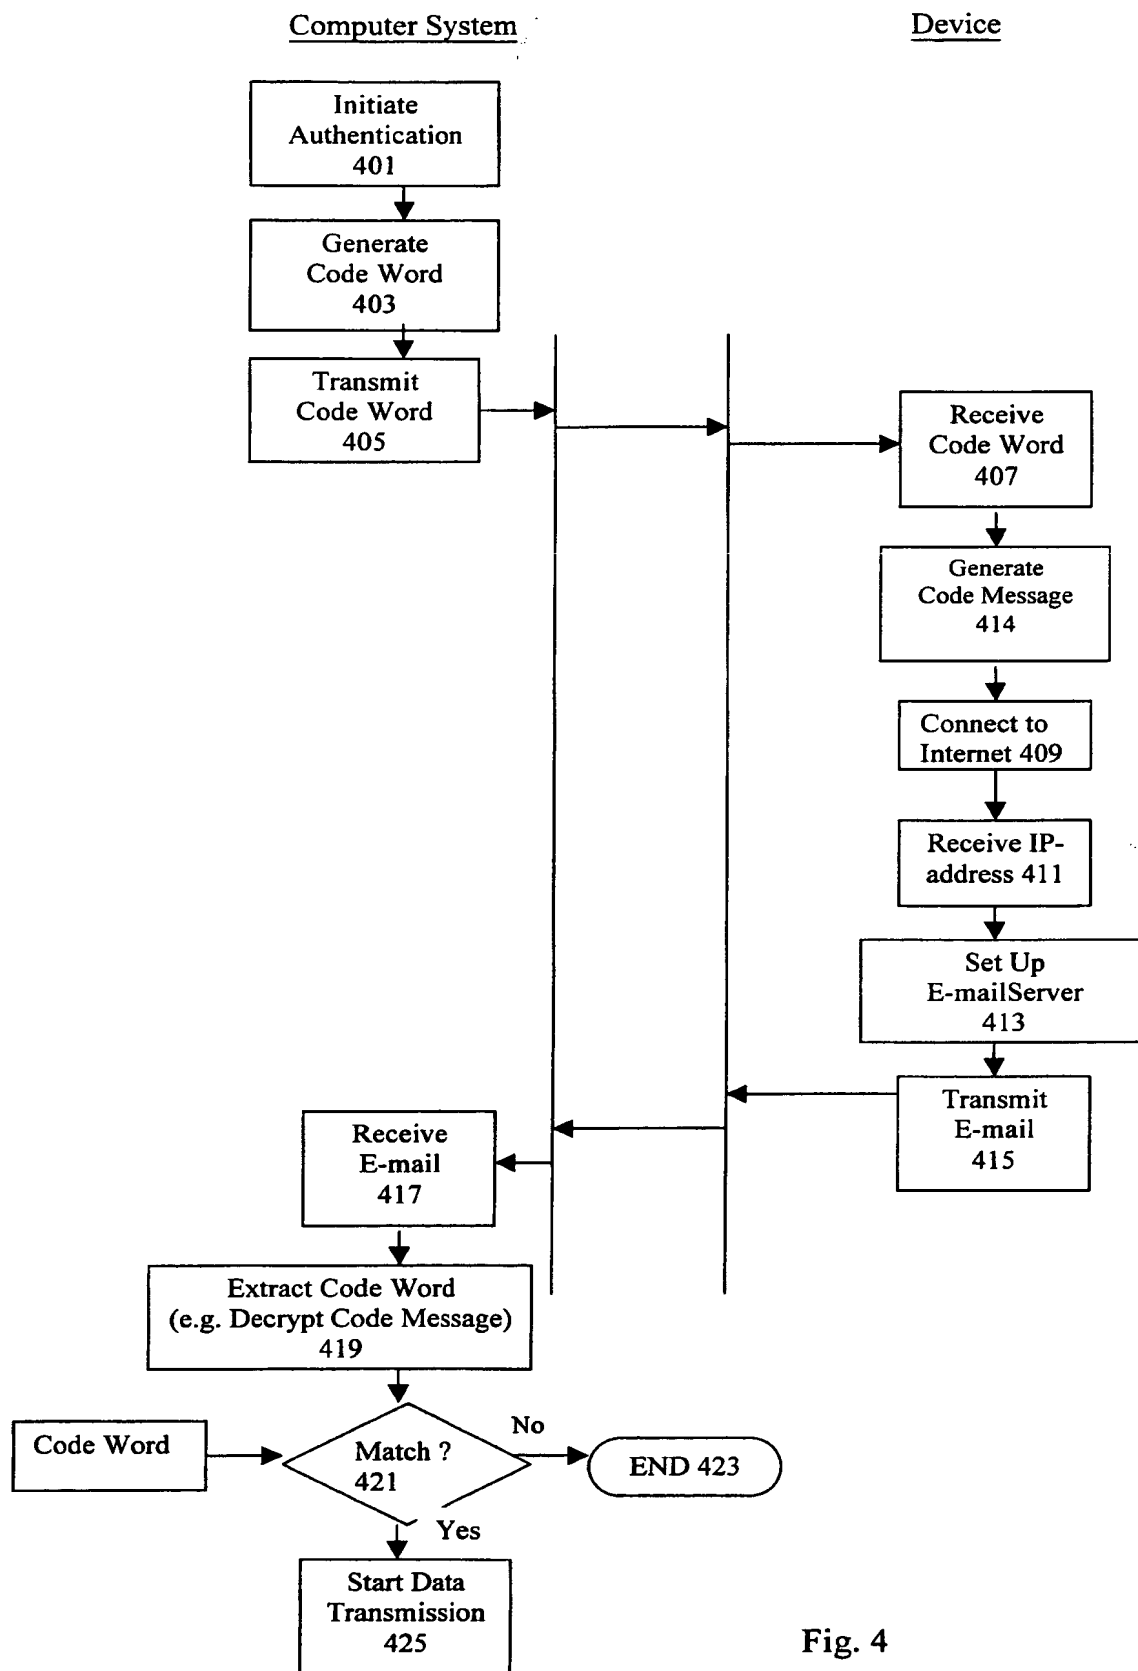 Computer System
Device
Initiate
Authentication
401
Generate
Code Word
403
Transmit
Code Word
405
Receive
Code Word
407
Generate
Code Message
414
Connect to
Internet 409
Receive IP-
address 411
Set Up
E-mailServer
413
Transmit
E-mail
415
Receive
E-mail
417
Extract Code Word
(e.g. Decrypt Code Message)
419
Code Word
Match ?
421
No
END 423
Yes
Start Data
Transmission
425
Fig. 4